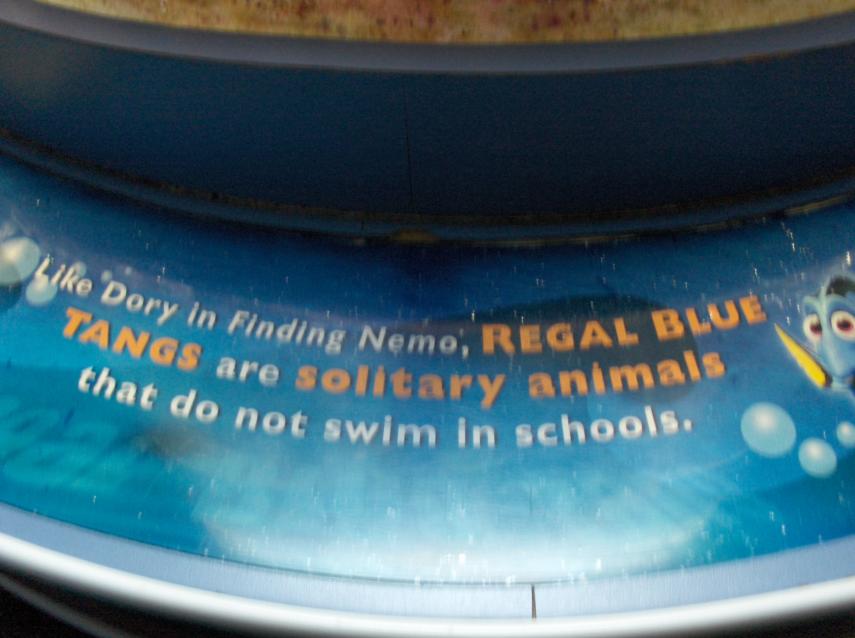 Like Dory in Finding Nemo, REGAL BLUE
TANGS are solitary animals
that do not swim in schools.